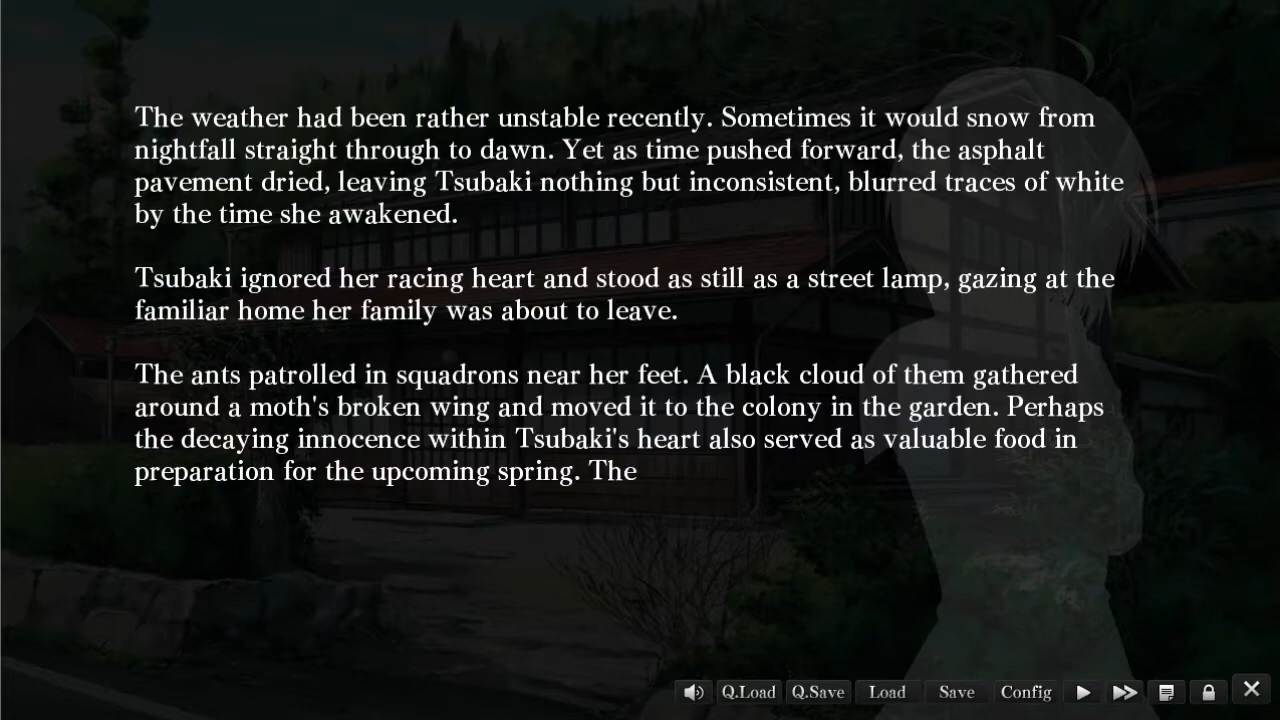 The weather had been rather unstable recently. Sometimes it would snow from
nightfall straight through to dawn. Yet as time pushed forward, the asphalt
pavement dried, leaving Tsubaki nothing but inconsistent, blurred traces of white
by the time she awakened.
Tsubaki ignored her racing heart and stood as still as a street lamp, gazing at the
familiar home her family was about to leave.
The ants patrolled in squadrons near her feet. A black cloud of them gathered
around a moth's broken wing and moved it to the colony in the garden. Perhaps
the decaying innocence within Tsubaki's heart also served as valuable food in
preparation for the upcoming spring. The
Q.Load Q.Save Load Save Config